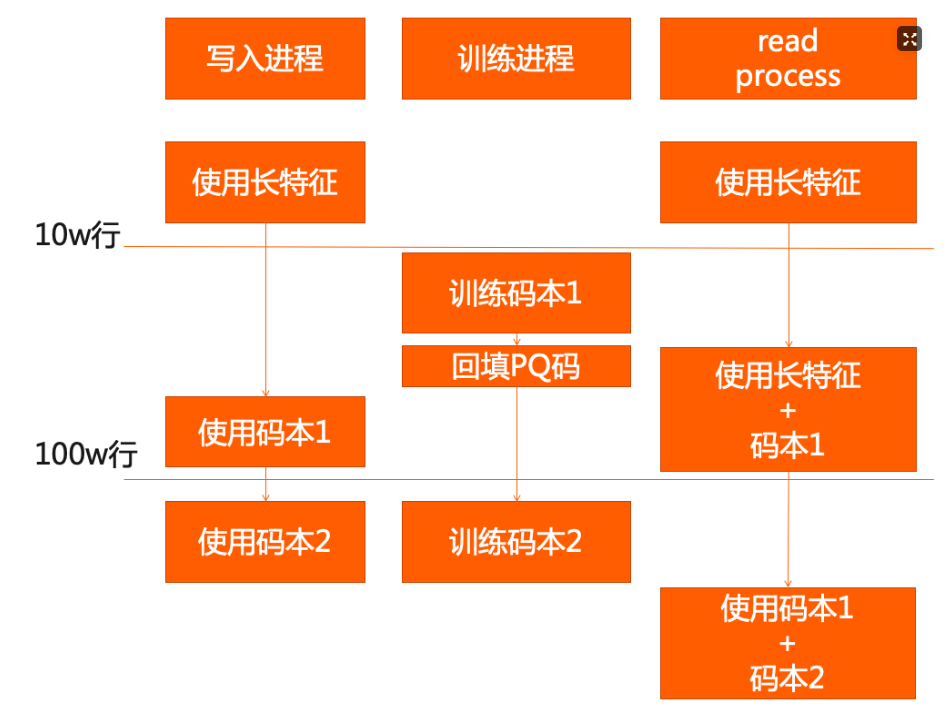 写入进程
训练进程
read
process
使用长特征
使用长特征
10w行
训练码本1
回填PQ码
使用长特征
+
码本1
使用码本1
100w行
使用码本2
训练码本2
使用码本1
+
码本2